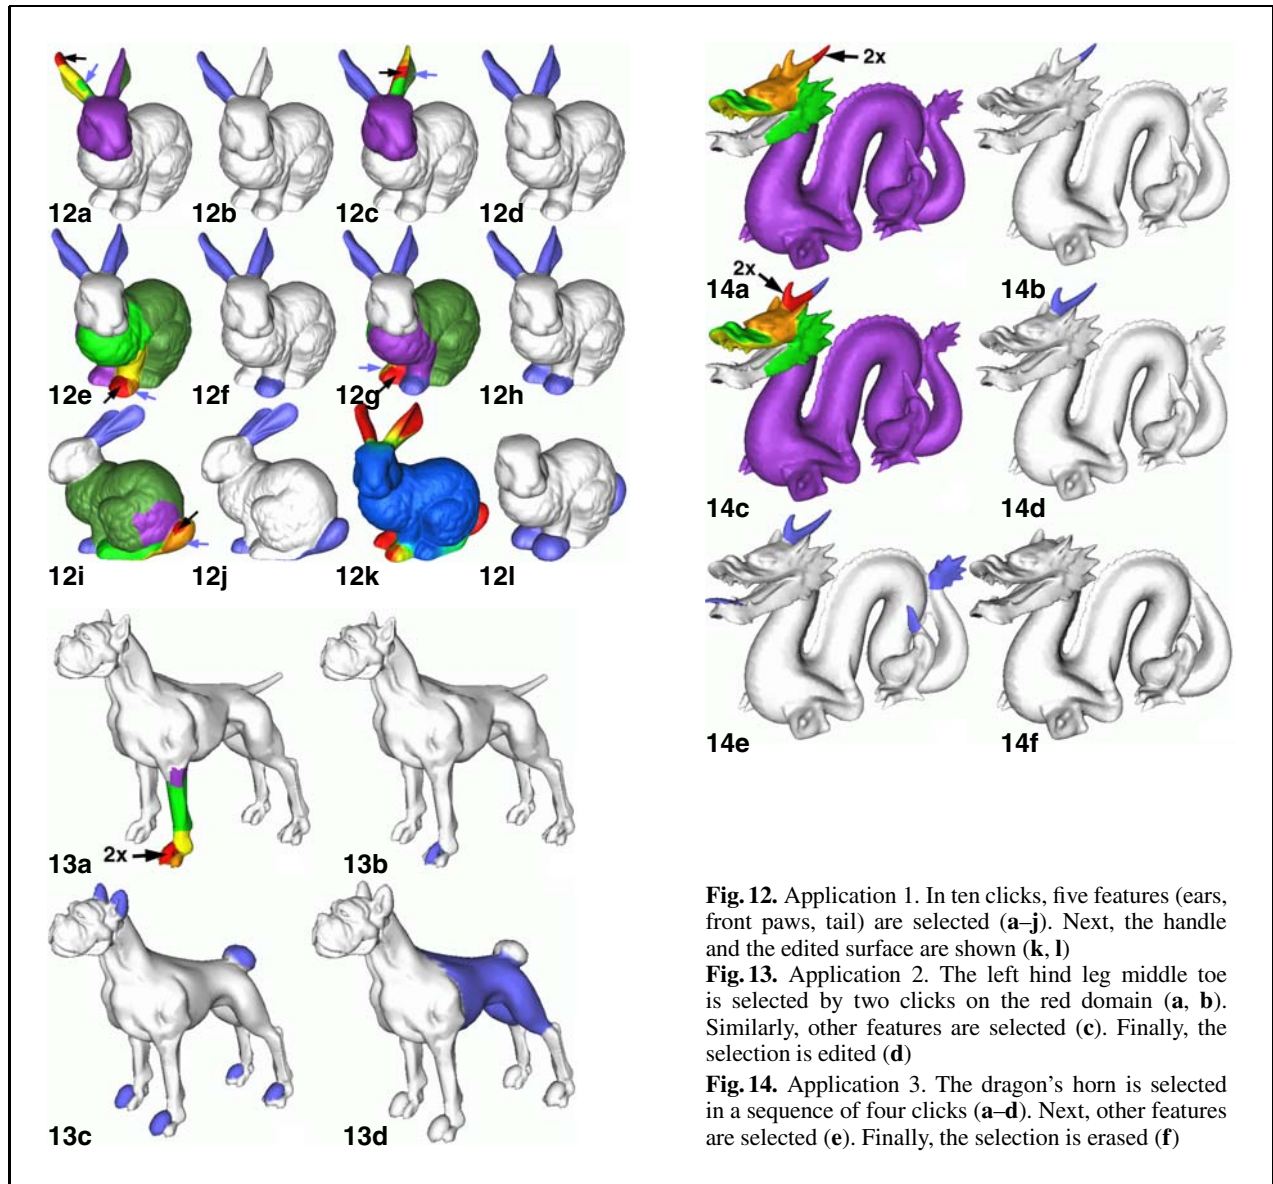 12a
12b
12c
12d
12e
12f
12g
12h
12i
12j
12k
12l
13a
2x
13b
13c
13d
2x
14a
14b
2x
14c
14d
14e
14f
Fig. 12. Application 1. In ten clicks, five features (ears,
front paws, tail) are selected (a–j). Next, the handle
and the edited surface are shown (k, l)
Fig. 13. Application 2. The left hind leg middle toe
is selected by two clicks on the red domain (a, b).
Similarly, other features are selected (c). Finally, the
selection is edited (d)
Fig. 14. Application 3. The dragon's horn is selected
in a sequence of four clicks (a–d). Next, other features
are selected (e). Finally, the selection is erased (f)